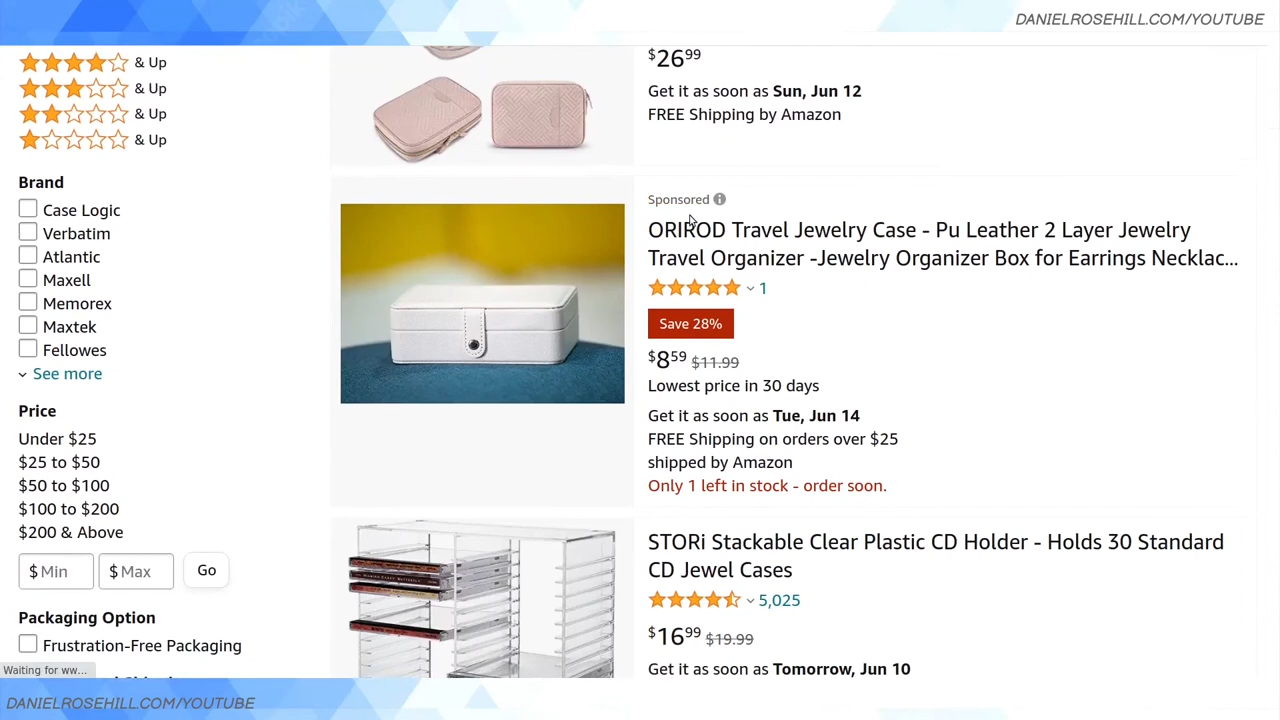 DANIELROSEHILL.COM/YOUTUBE
& Up
& Up
& Up
& Up
Brand
Case Logic
Verbatim
Atlantic
Maxell
Memorex
Maxtek
Fellowes
See more
Price
Under $25
$25 to $50
$50 to $100
$100 to $200
$200 & Above
$ Min
$ Max
Go
Packaging Option
Frustration-Free Packaging
$26 99
Get it as soon as Sun, Jun 12
FREE Shipping by Amazon
Sponsored
ORIROD Travel Jewelry Case - Pu Leather 2 Layer Jewelry
Travel Organizer -Jewelry Organizer Box for Earrings Necklac...
1
Save 28%
$8 59 $11.99
Lowest price in 30 days
Get it as soon as Tue, Jun 14
FREE Shipping on orders over $25
shipped by Amazon
Only 1 left in stock - order soon.
STORi Stackable Clear Plastic CD Holder - Holds 30 Standard
CD Jewel Cases
5,025
$16 99 $19.99
Get it as soon as Tomorrow, Jun 10
Waiting for ww...
DANIELROSEHILL.COM/YOUTUBE